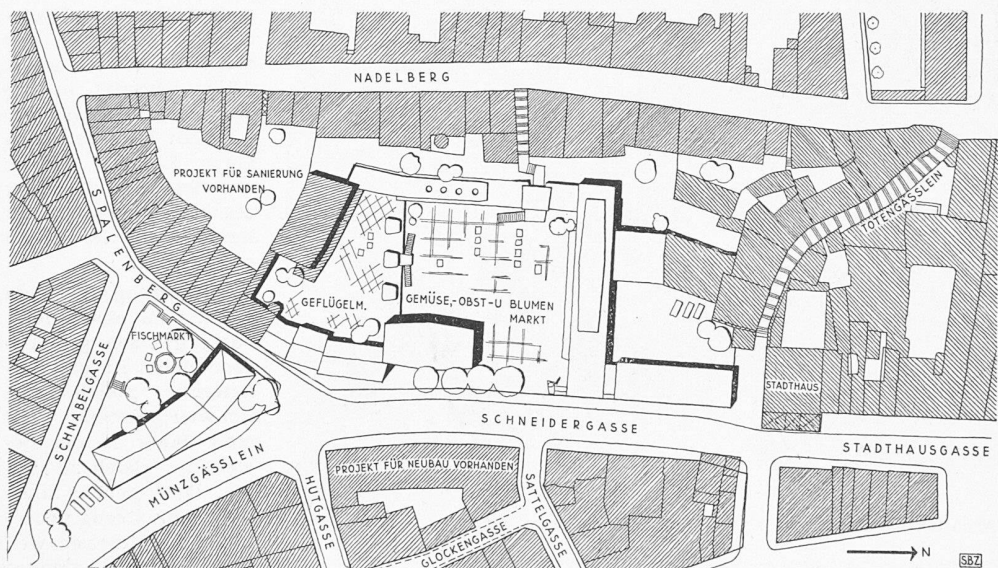 NADELBERG
PROJEKT FÜR SANIERUNG
VORHANDEN
SPALENBERG
TOTENGÄSSLEIN
GEFLÜGELM.
GEMÜSE,-OBST-U BLUMEN
MARKT
FISCHMARKT
SCHNABELGASSE
STADTHAUS
SCHNEIDERGASSE
STADTHAUSGASSE
MÜNZGÄSSLEIN
HUTGASSE
PROJEKT FÜR NEUBAU VORHANDEN
SATTELGASSE
GLOCKENGASSE
N
SBZ